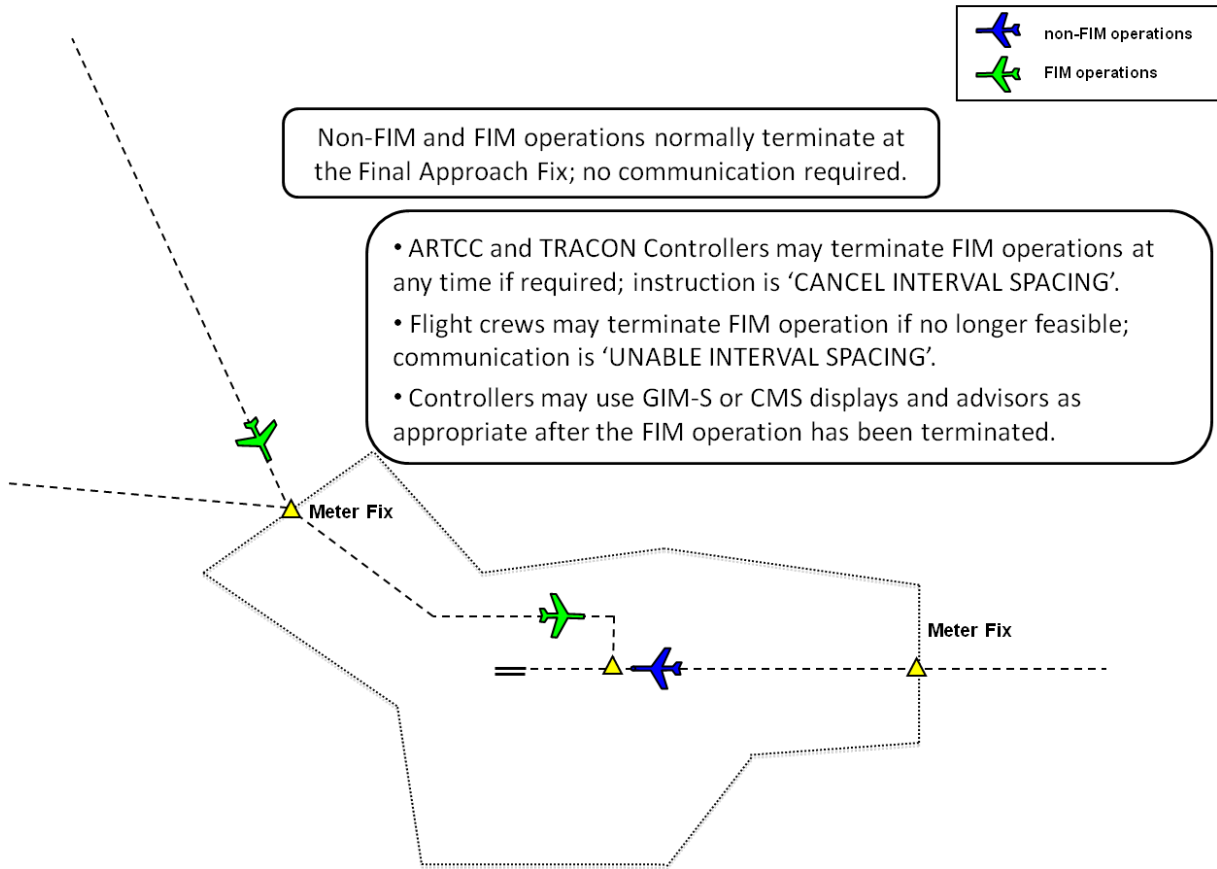 non-FIM operations
FIM operations
Non-FIM and FIM operations normally terminate at
the Final Approach Fix; no communication required.
• ARTCC and TRACON Controllers may terminate FIM operations at
any time if required; instruction is ‘CANCEL INTERVAL SPACING’.
• Flight crews may terminate FIM operation if no longer feasible;
communication is ‘UNABLE INTERVAL SPACING’.
• Controllers may use GIM-S or CMS displays and advisors as
appropriate after the FIM operation has been terminated.
Meter Fix
Meter Fix